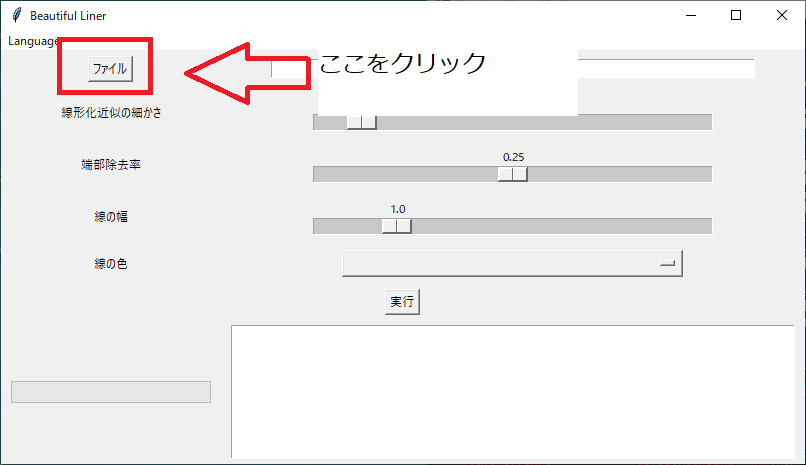 Beautiful Liner
Language
ファイル
ここをクリック
線形化近似の細かさ
端部除去率
0.25
線の幅
1.0
線の色
実行